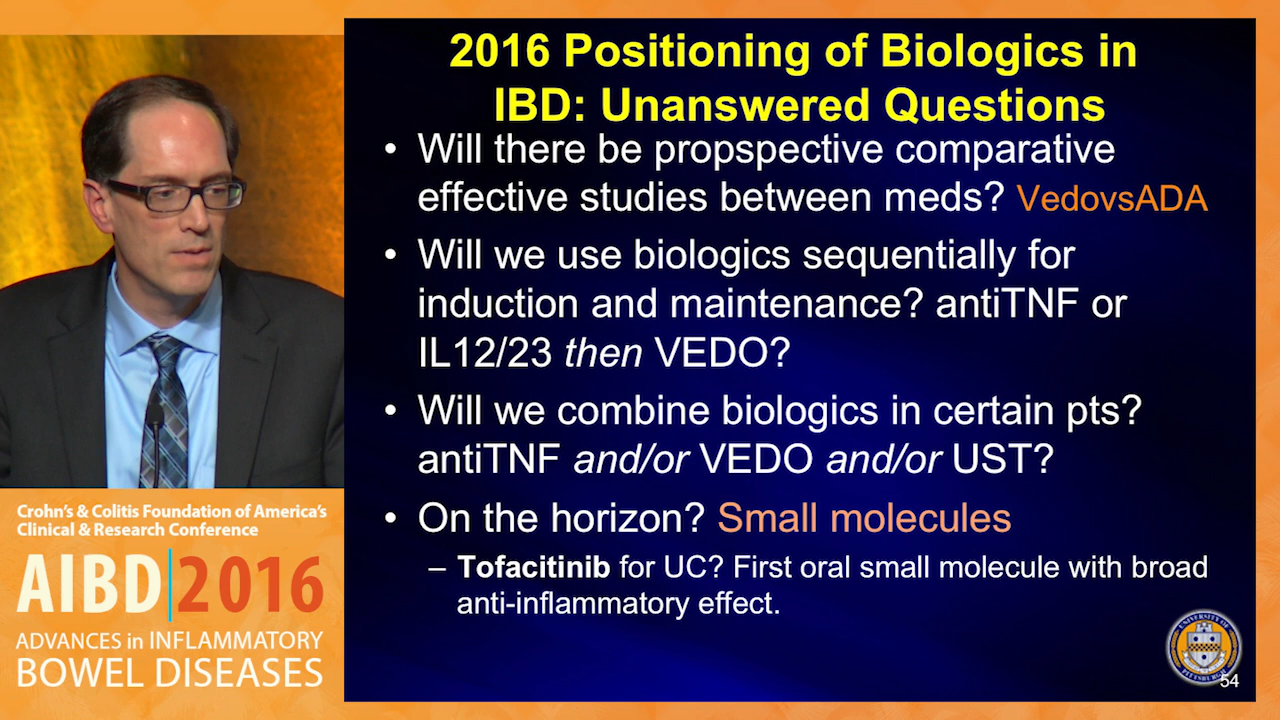 2016 Positioning of Biologics in
IBD: Unanswered Questions
• Will there be propspective comparative
effective studies between meds? VedovsADA
• Will we use biologics sequentially for
induction and maintenance? antiTNF or
IL12/23 then VEDO?
• Will we combine biologics in certain pts?
antiTNF and/or VEDO and/or UST?
• On the horizon? Small molecules
– Tofacitinib for UC? First oral small molecule with broad
anti-inflammatory effect.
UNIVERSITY OF
PITTSBURGH
54
Crohn's & Colitis Foundation of America's
Clinical & Research Conference
AIBD|2016
ADVANCES in INFLAMMATORY
BOWEL DISEASES